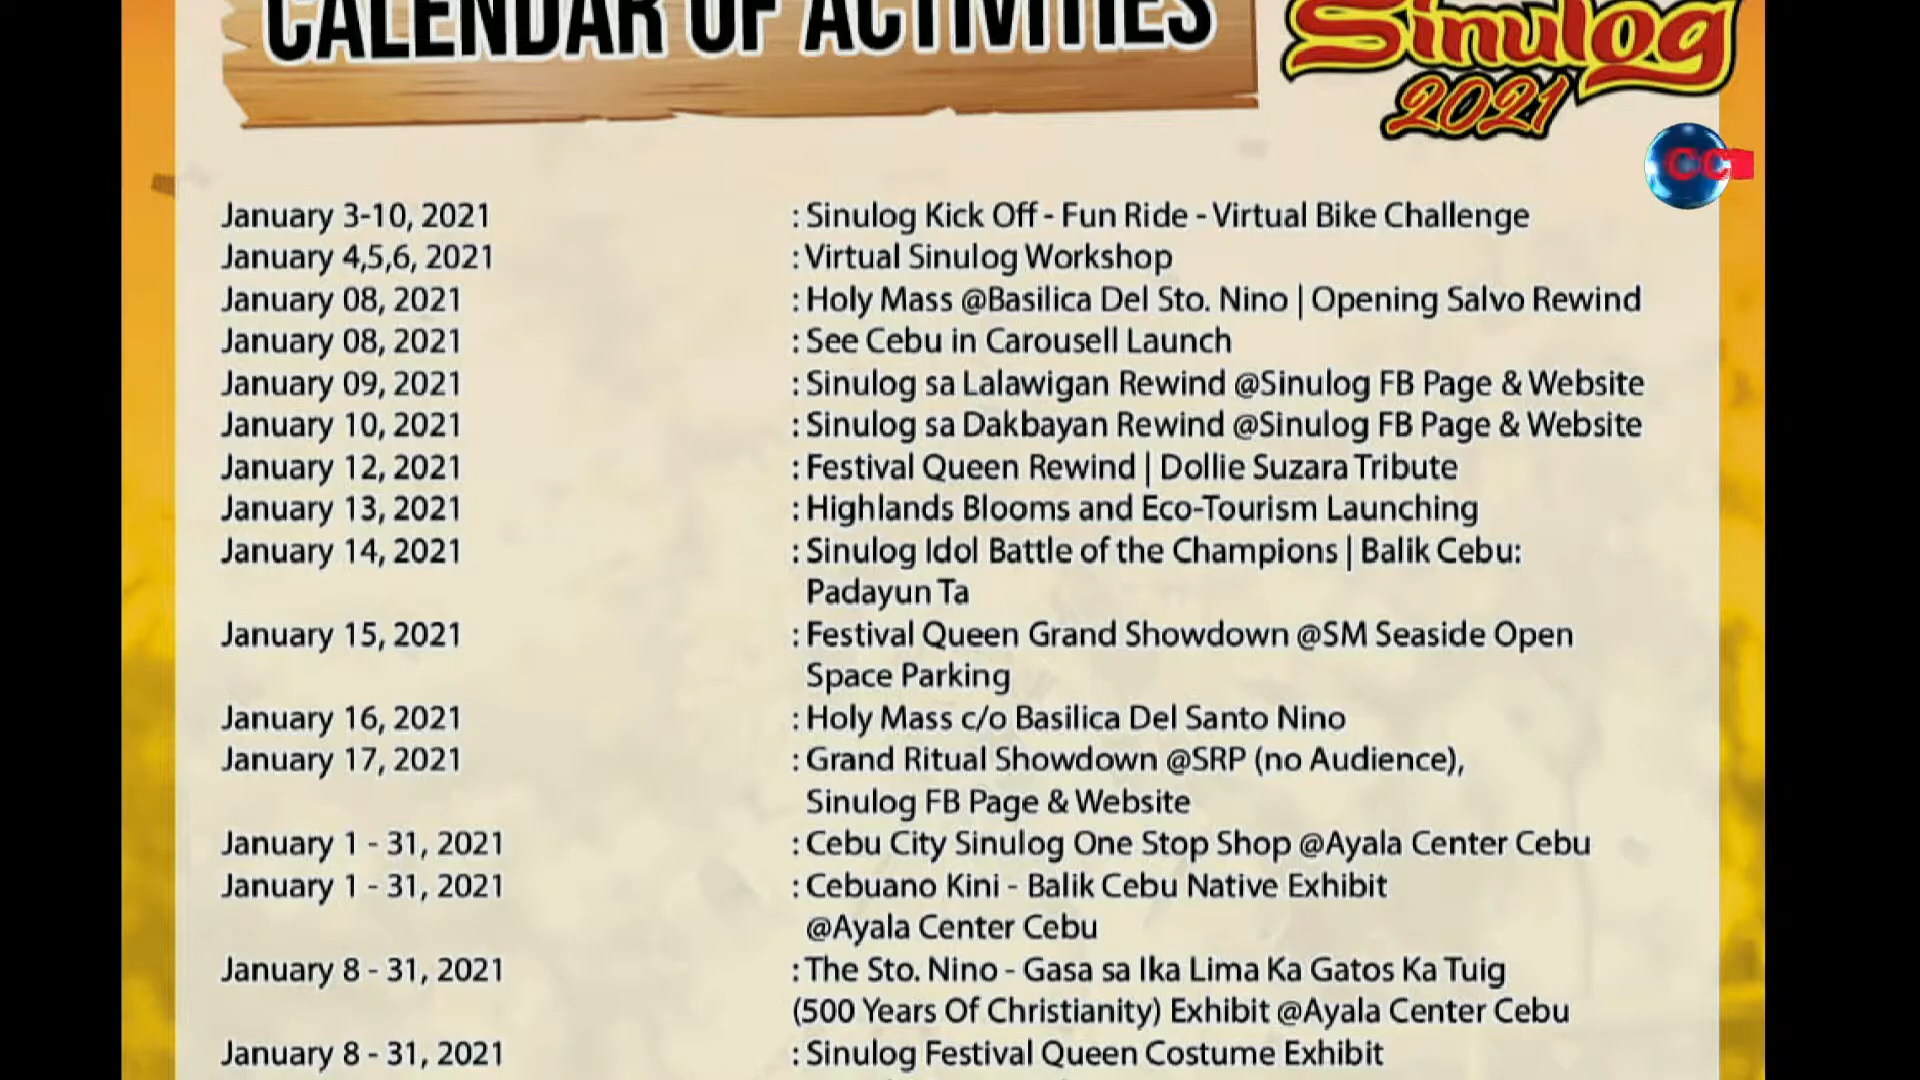 CALENDAR OF ACTIVITIES
Sinulog
2021
CC
January 3-10, 2021 : Sinulog Kick Off - Fun Ride - Virtual Bike Challenge
January 4,5,6, 2021 : Virtual Sinulog Workshop
January 08, 2021 : Holy Mass @Basilica Del Sto. Nino | Opening Salvo Rewind
January 08, 2021 : See Cebu in Carousell Launch
January 09, 2021 : Sinulog sa Lalawigan Rewind @Sinulog FB Page & Website
January 10, 2021 : Sinulog sa Dakbayan Rewind @Sinulog FB Page & Website
January 12, 2021 : Festival Queen Rewind | Dollie Suzara Tribute
January 13, 2021 : Highlands Blooms and Eco-Tourism Launching
January 14, 2021 : Sinulog Idol Battle of the Champions | Balik Cebu:
Padayun Ta
January 15, 2021 : Festival Queen Grand Showdown @SM Seaside Open
Space Parking
January 16, 2021 : Holy Mass c/o Basilica Del Santo Nino
January 17, 2021 : Grand Ritual Showdown @SRP (no Audience),
Sinulog FB Page & Website
January 1 - 31, 2021 : Cebu City Sinulog One Stop Shop @Ayala Center Cebu
January 1 - 31, 2021 : Cebuano Kini - Balik Cebu Native Exhibit
@Ayala Center Cebu
January 8 - 31, 2021 : The Sto. Nino - Gasa sa Ika Lima Ka Gatos Ka Tuig
(500 Years Of Christianity) Exhibit @Ayala Center Cebu
January 8 - 31, 2021 : Sinulog Festival Queen Costume Exhibit